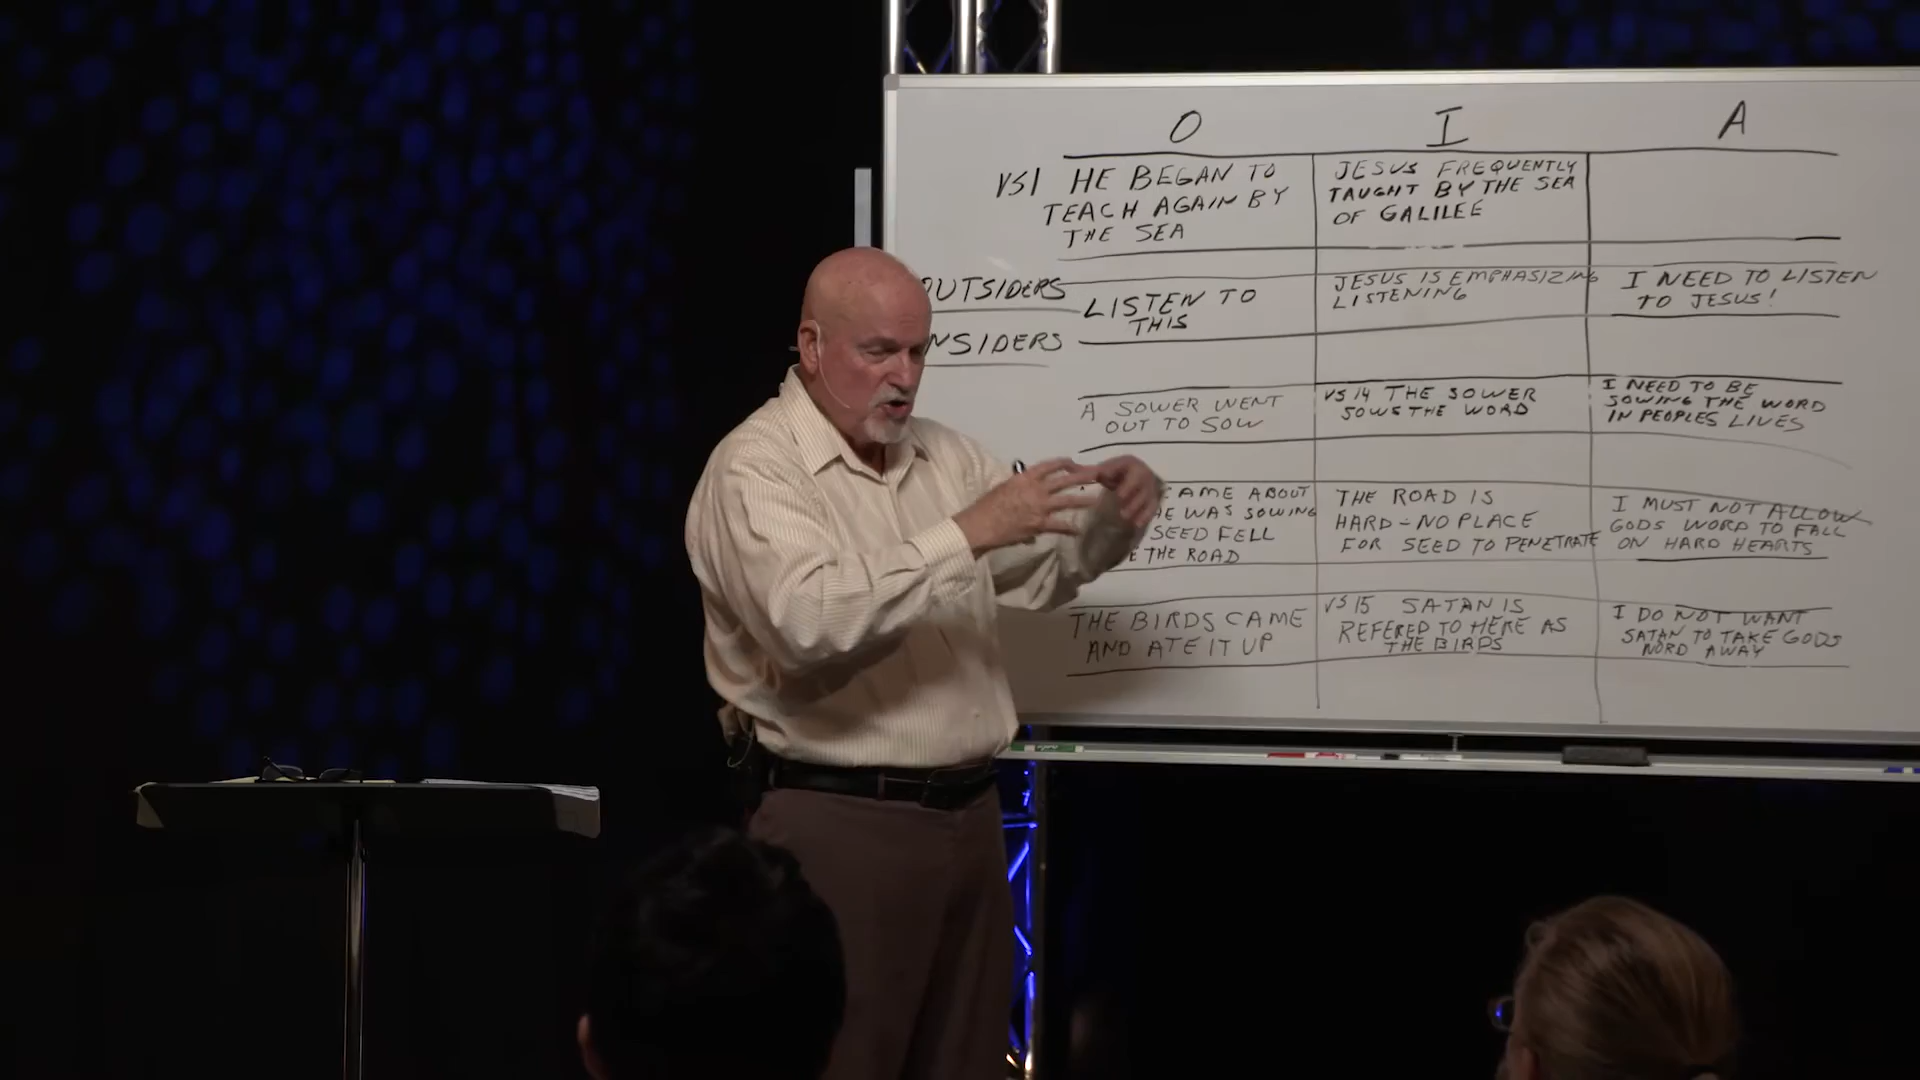 O I A
VS1 HE BEGAN TO
TEACH AGAIN BY
THE SEA
JESUS FREQUENTLY
TAUGHT BY THE SEA
OF GALILEE
OUTSIDERS
NSIDERS
LISTEN TO
THIS
JESUS IS EMPHASIZING
LISTENING
I NEED TO LISTEN
TO JESUS!
A SOWER WENT
OUT TO SOW
VS 14 THE SOWER
SOWS THE WORD
I NEED TO BE
SOWING THE WORD
IN PEOPLES LIVES
CAME ABOUT
HE WAS SOWING
SEED FELL
THE ROAD
THE ROAD IS
HARD - NO PLACE
FOR SEED TO PENETRATE
I MUST NOT ALLOW
GODS WORD TO FALL
ON HARD HEARTS
THE BIRDS CAME
AND ATE IT UP
VS 15 SATAN IS
REFERED TO HERE AS
THE BIRDS
I DO NOT WANT
SATAN TO TAKE GODS
WORD AWAY